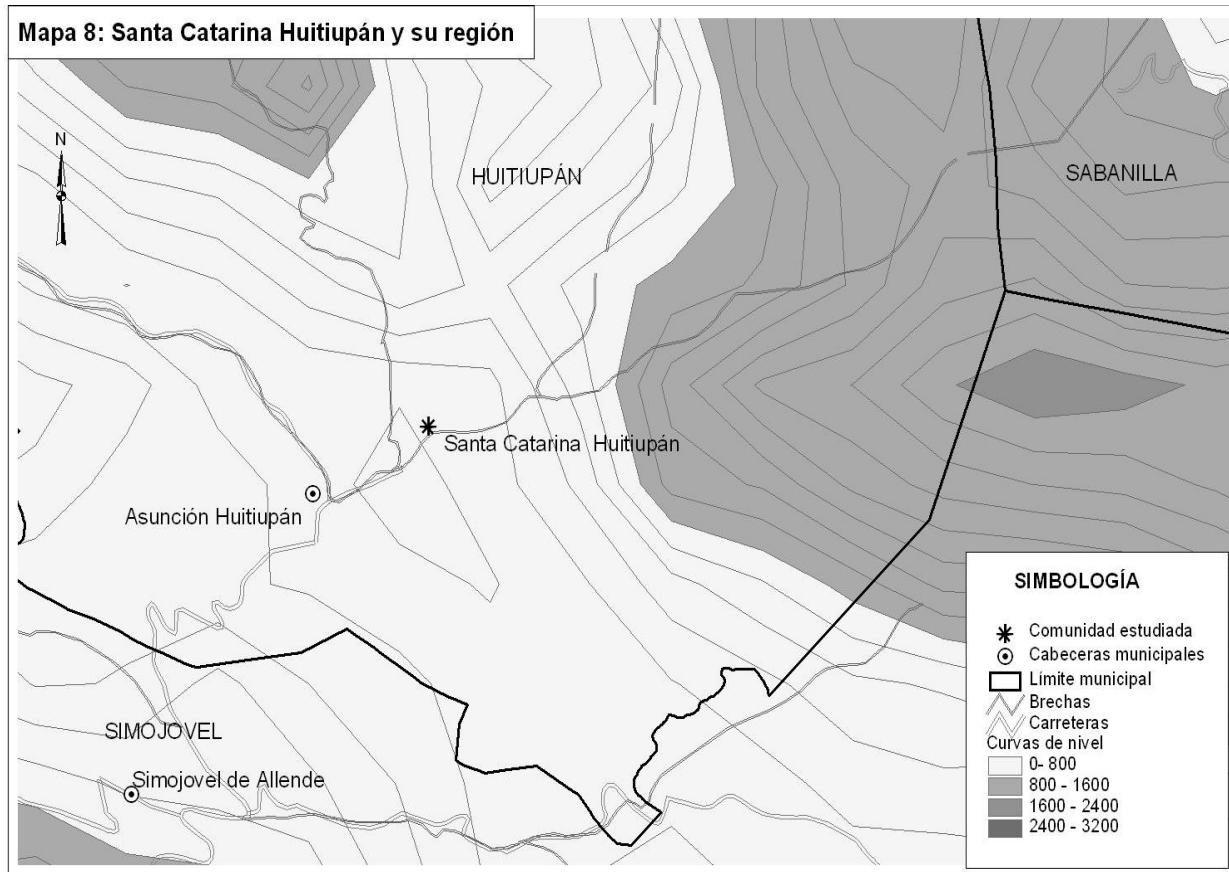 Mapa 8: Santa Catarina Huitiupán y su región
N
HUITIUPÁN
SABANILLA
Santa Catarina Huitiupán
Asunción Huitiupán
SIMOJOVEL
Simojovel de Allende
SIMBOLOGÍA
Comunidad estudiada
Cabeceras municipales
Límite municipal
Brechas
Carreteras
Curvas de nivel
0- 800
800 - 1600
1600 - 2400
2400 - 3200